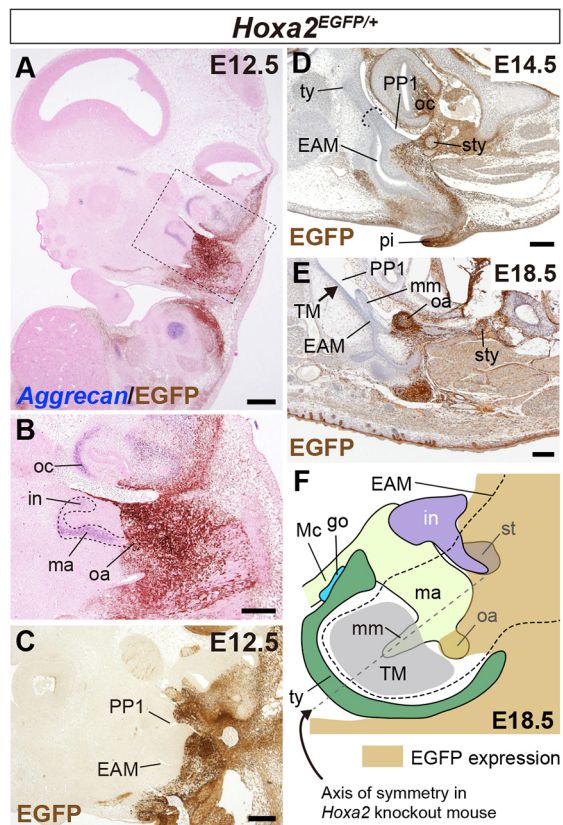 Hoxa2EGFP/+
A
E12.5
Aggrecan/EGFP
B
oc
in
ma
oa
C
E12.5
PP1
EAM
EGFP
D
E14.5
ty
PP1
oc
EAM
sty
EGFP
pi
E
E18.5
PP1
mm
oa
TM
EAM
sty
EGFP
F
EAM
in
go
Mc
st
ma
mm
oa
TM
ty
E18.5
EGFP expression
Axis of symmetry in
Hoxa2 knockout mouse